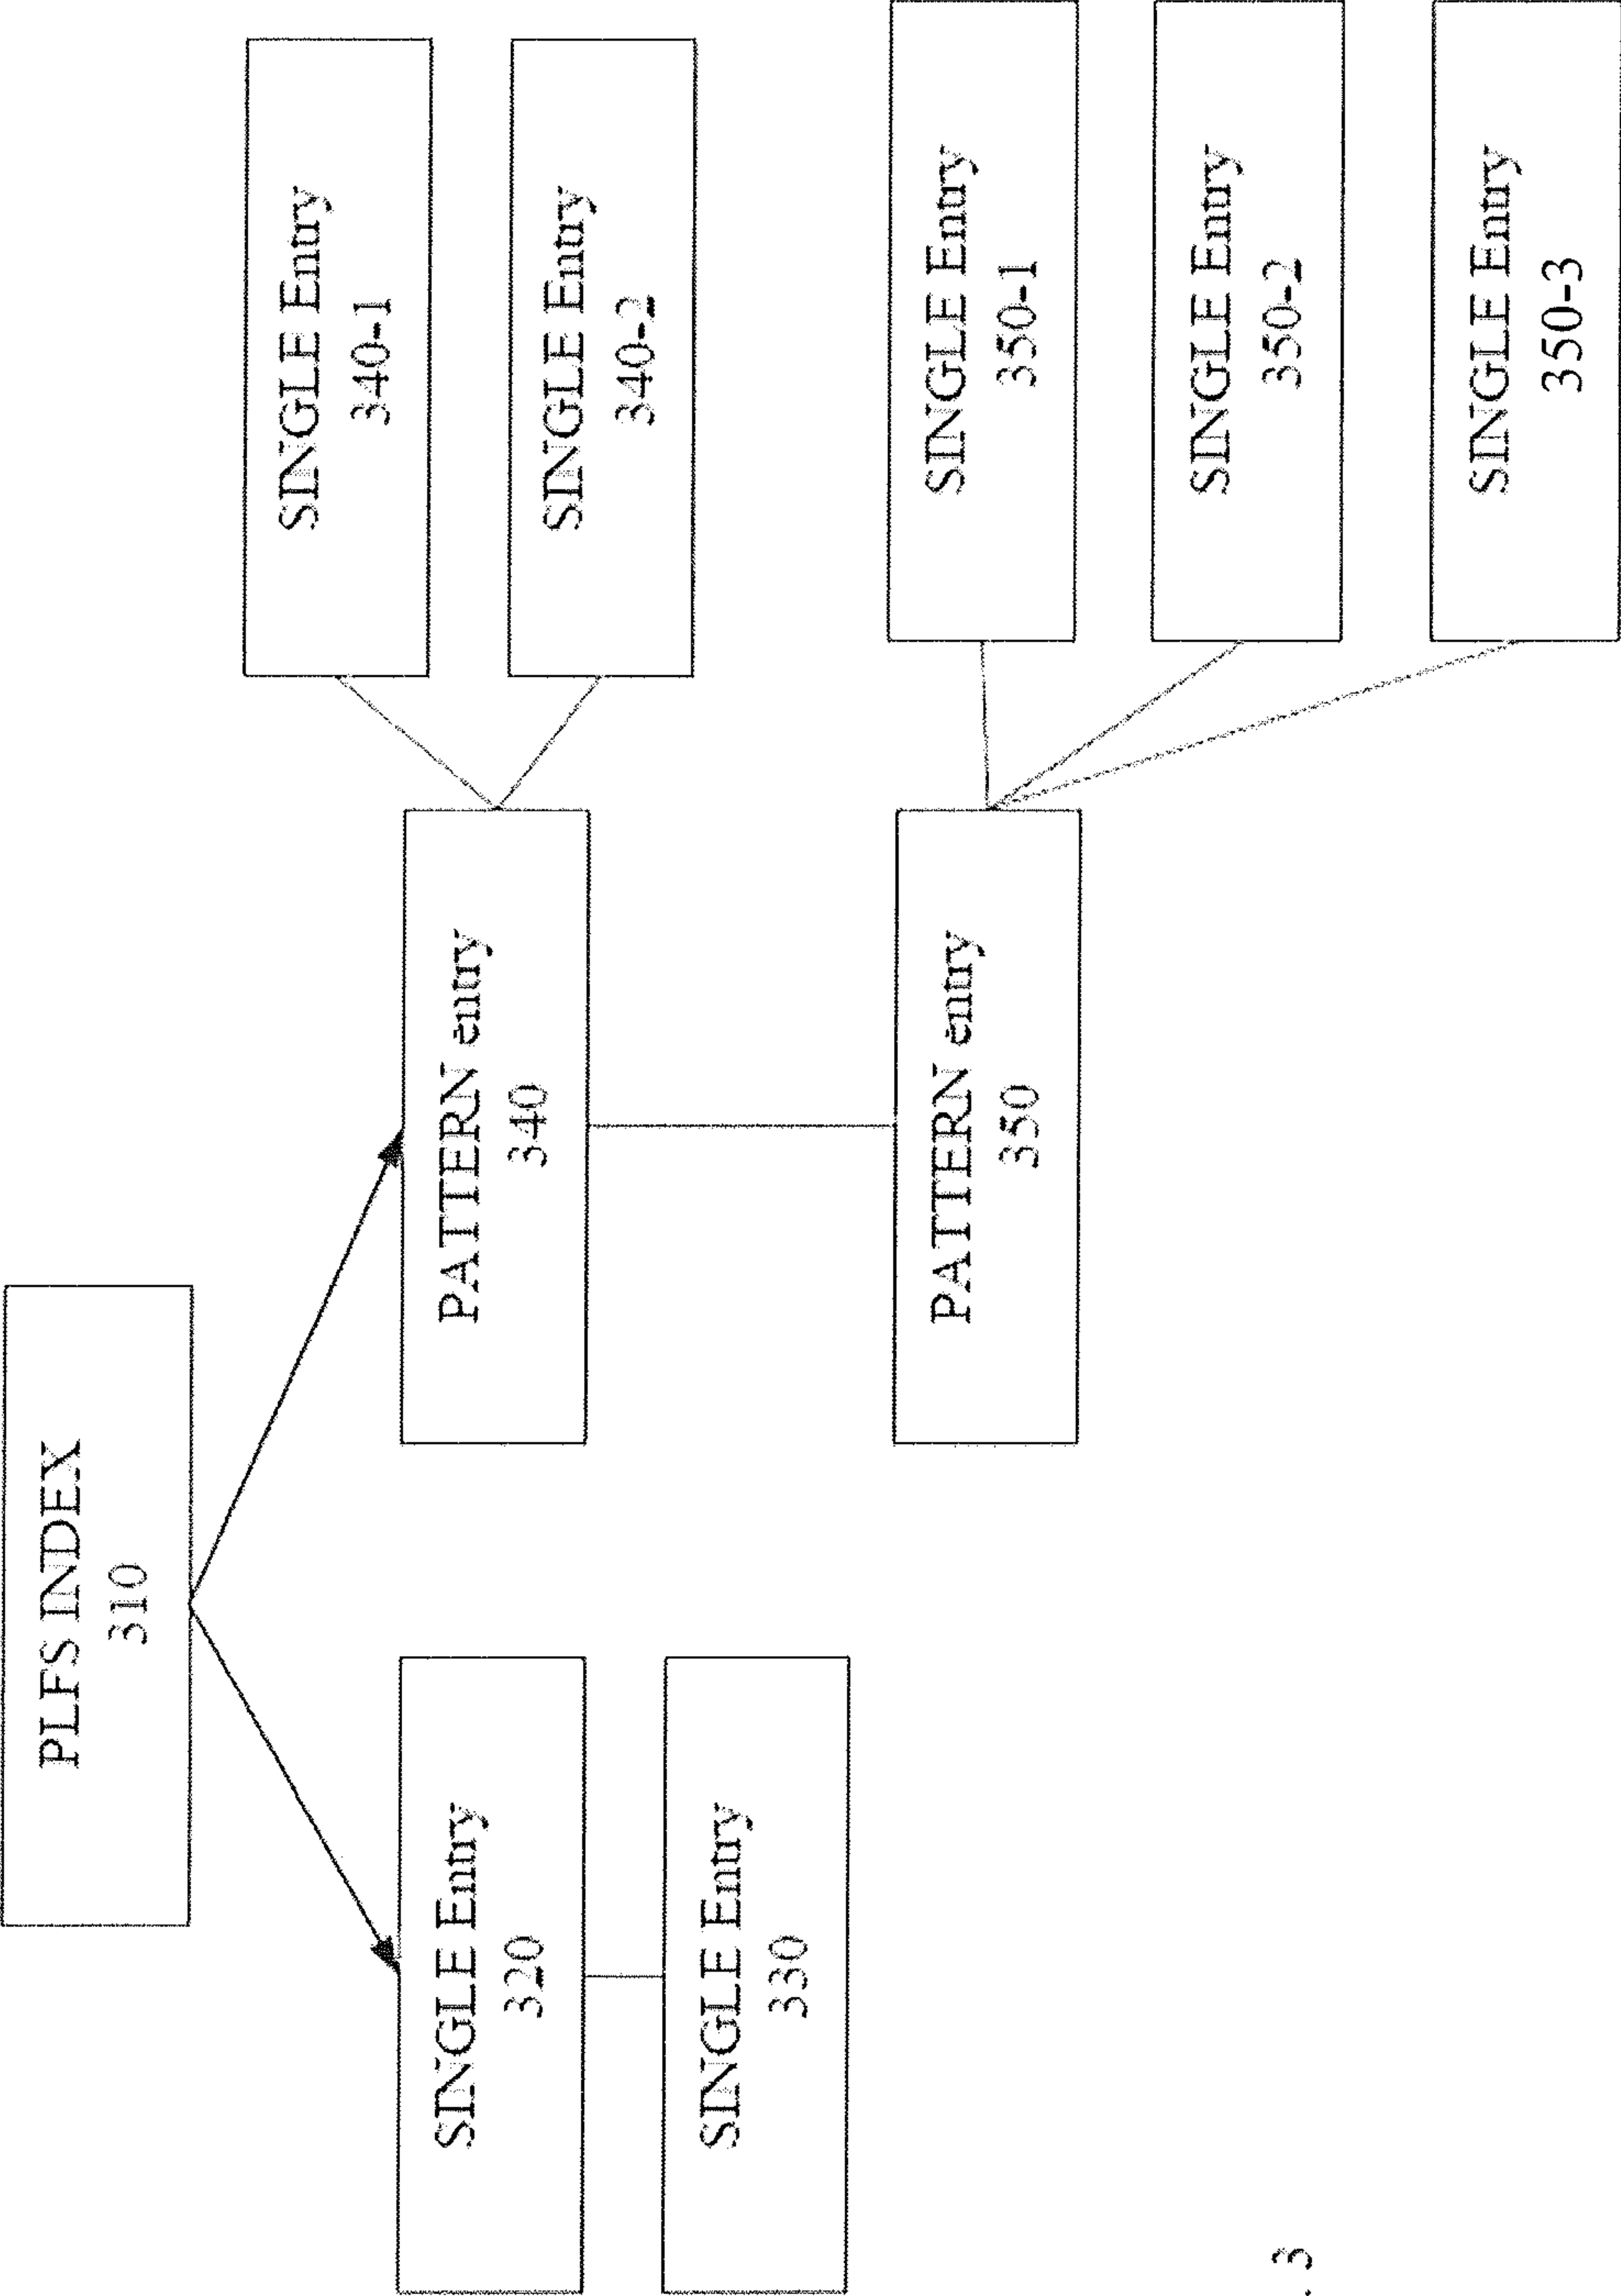 PLFS INDEX
310
SINGLE Entry
320
SINGLE Entry
330
PATTERN entry
340
SINGLE Entry
340-1
SINGLE Entry
340-2
PATTERN entry
350
SINGLE Entry
350-1
SINGLE Entry
350-2
SINGLE Entry
350-3
. 3